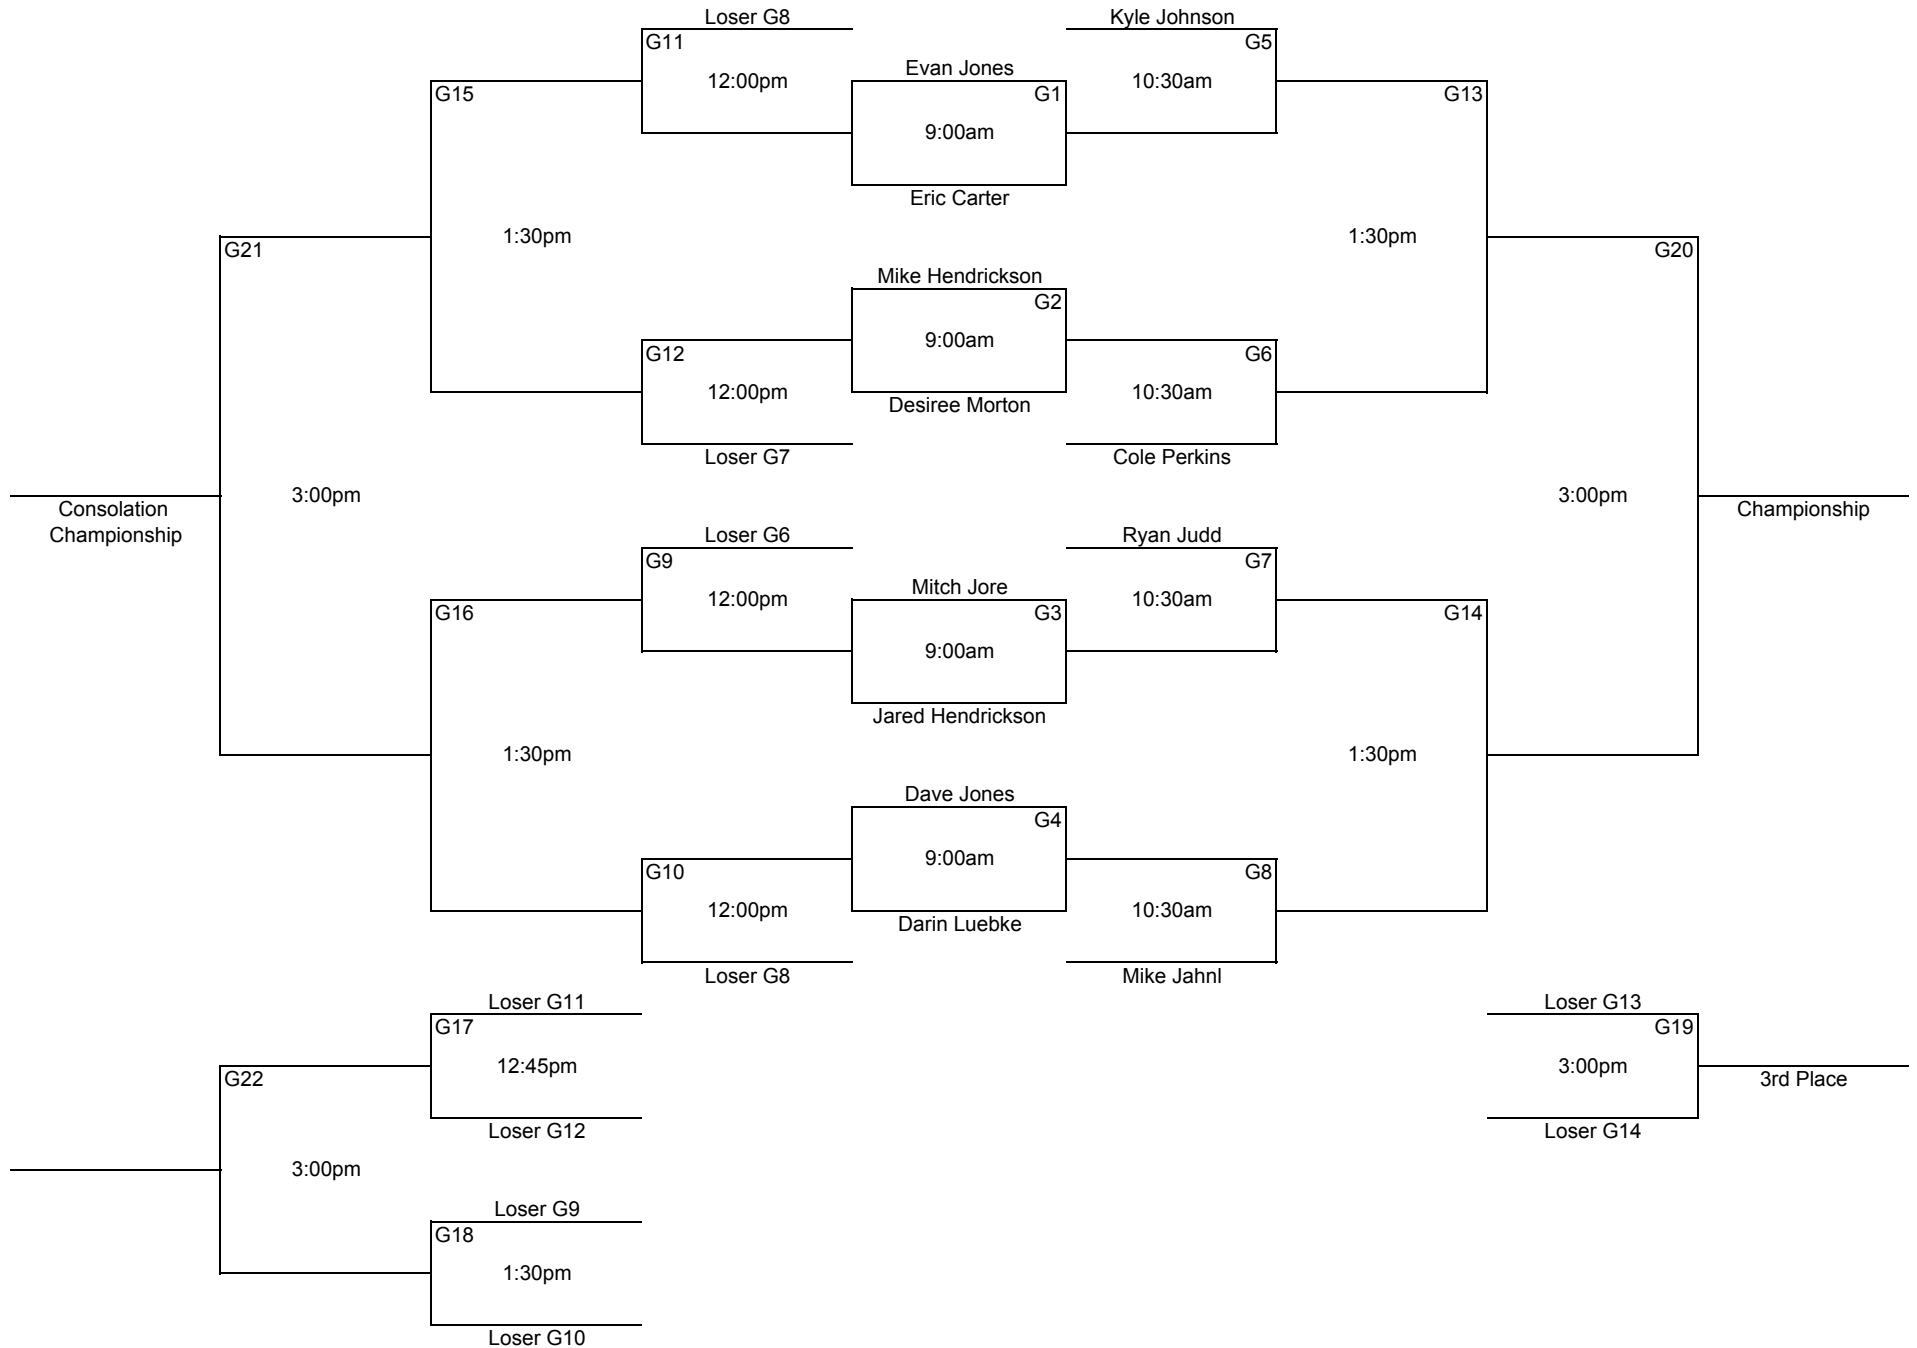 Loser G8
Kyle Johnson
G11
G5
Evan Jones
12:00pm
10:30am
G15
G1
G13
9:00am
Eric Carter
1:30pm
1:30pm
G21
G20
Mike Hendrickson
G2
9:00am
G12
G6
12:00pm
10:30am
Desiree Morton
Loser G7
Cole Perkins
3:00pm
3:00pm
Consolation
Championship
Championship
Loser G6
Ryan Judd
G9
G7
Mitch Jore
12:00pm
10:30am
G16
G3
G14
9:00am
Jared Hendrickson
1:30pm
1:30pm
Dave Jones
G4
9:00am
G10
G8
12:00pm
10:30am
Darin Luebke
Loser G8
Mike Jahnl
Loser G11
Loser G13
G17
G19
12:45pm
3:00pm
G22
3rd Place
Loser G12
Loser G14
3:00pm
Loser G9
G18
1:30pm
Loser G10